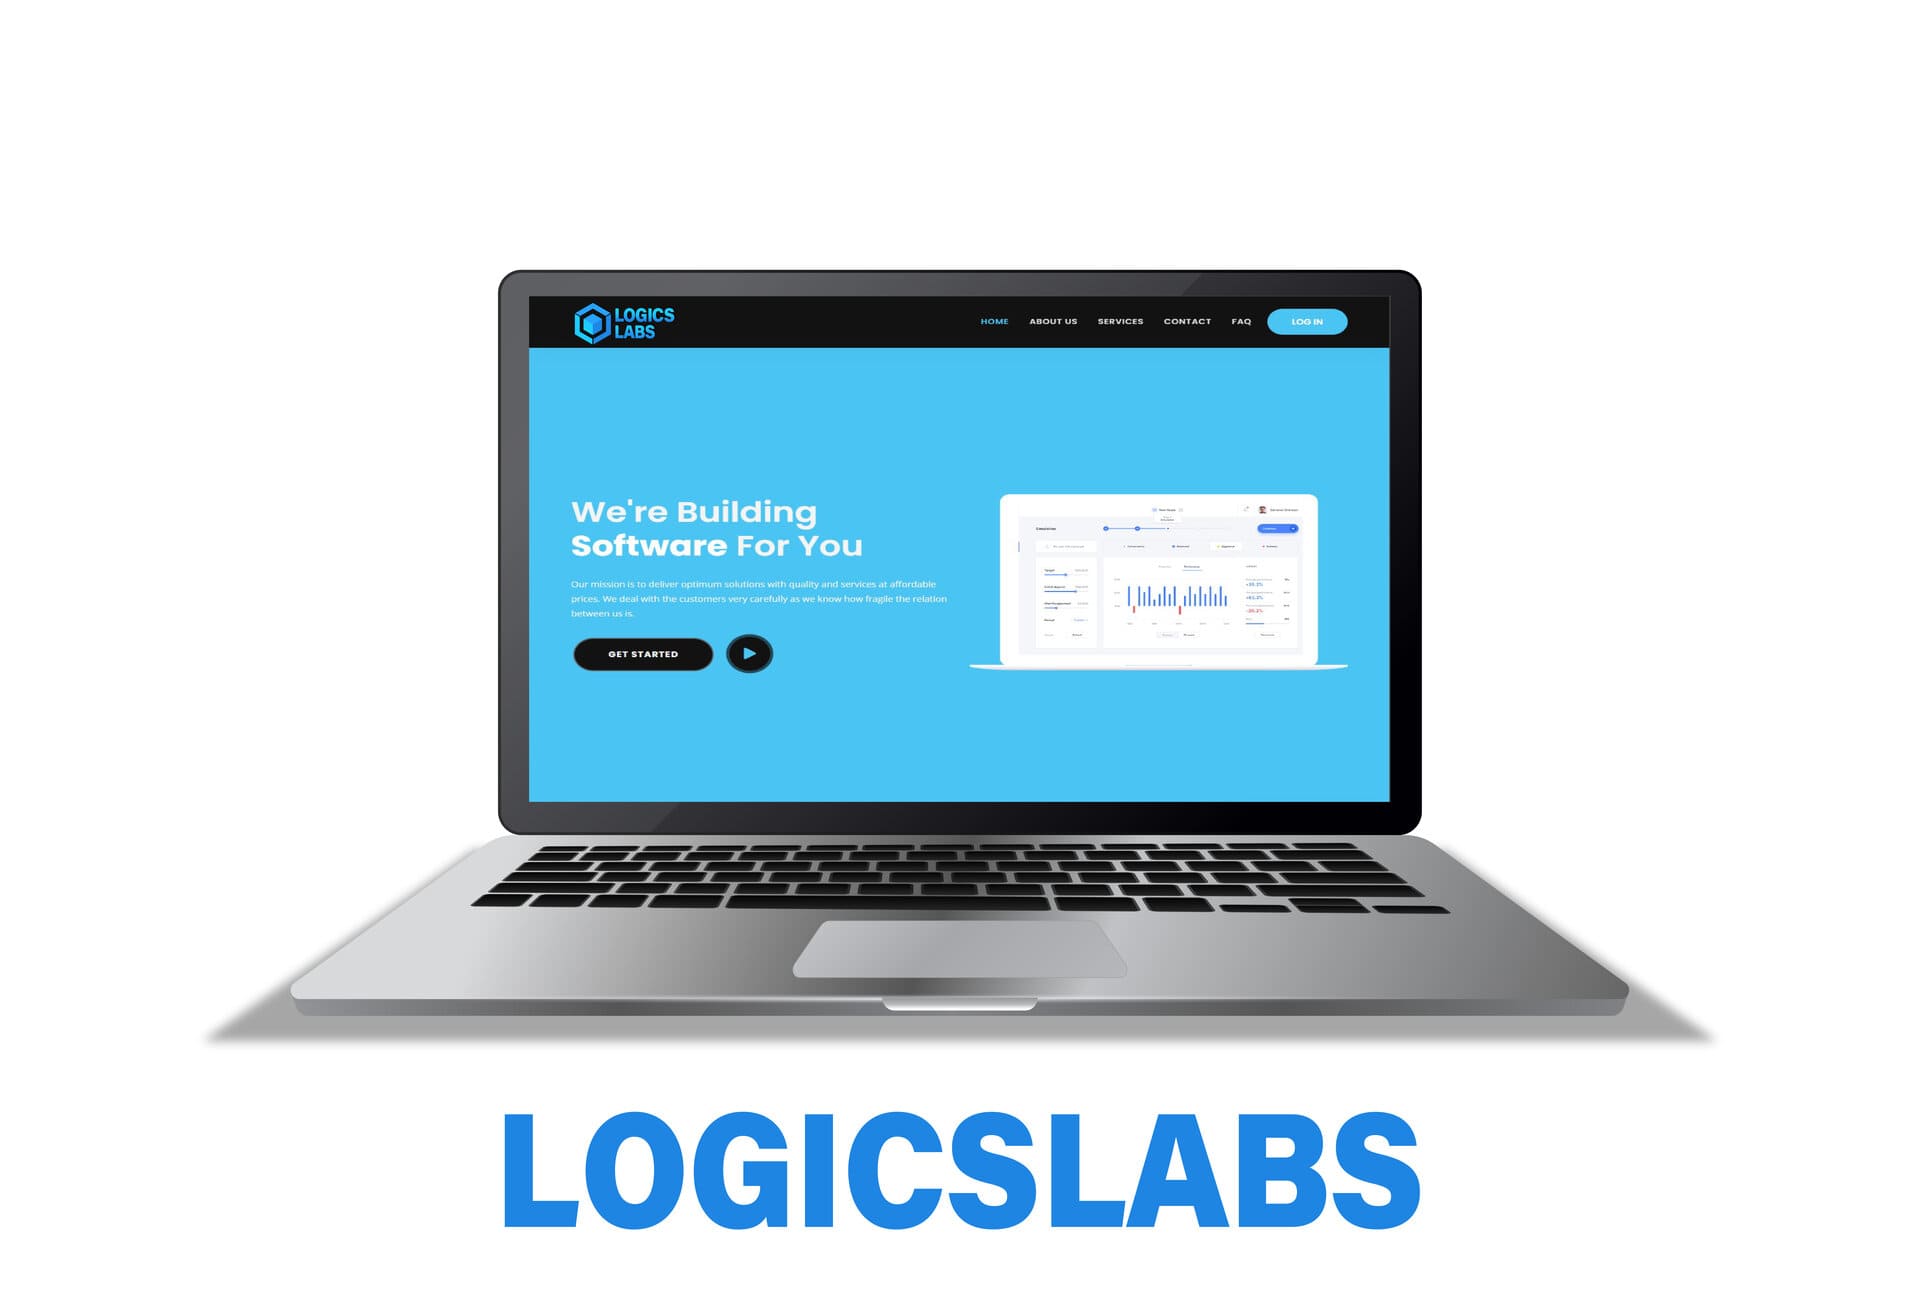 LOGICS
LABS
HOME ABOUT US SERVICES CONTACT FAQ LOG IN
We're Building
Software For You
Our mission is to deliver optimum solutions with quality and services at affordable
prices. We deal with the customers very carefully as we know how fragile the relation
between us is.
GET STARTED
LOGICSLABS